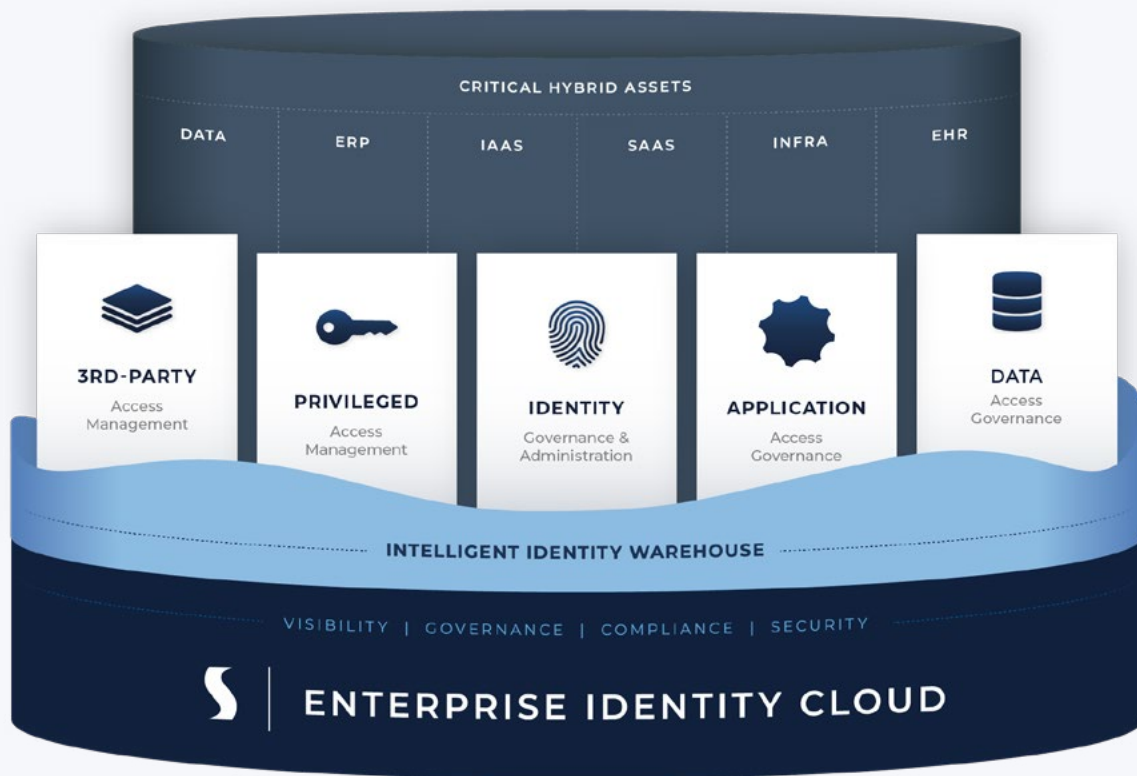 CRITICAL HYBRID ASSETS
DATA
ERP
IAAS
SAAS
INFRA
EHR
3RD-PARTY
Access
Management
PRIVILEGED
Access
Management
IDENTITY
Governance &
Administration
APPLICATION
Access
Governance
DATA
Access
Governance
INTELLIGENT IDENTITY WAREHOUSE
VISIBILITY | GOVERNANCE | COMPLIANCE | SECURITY
S | ENTERPRISE IDENTITY CLOUD